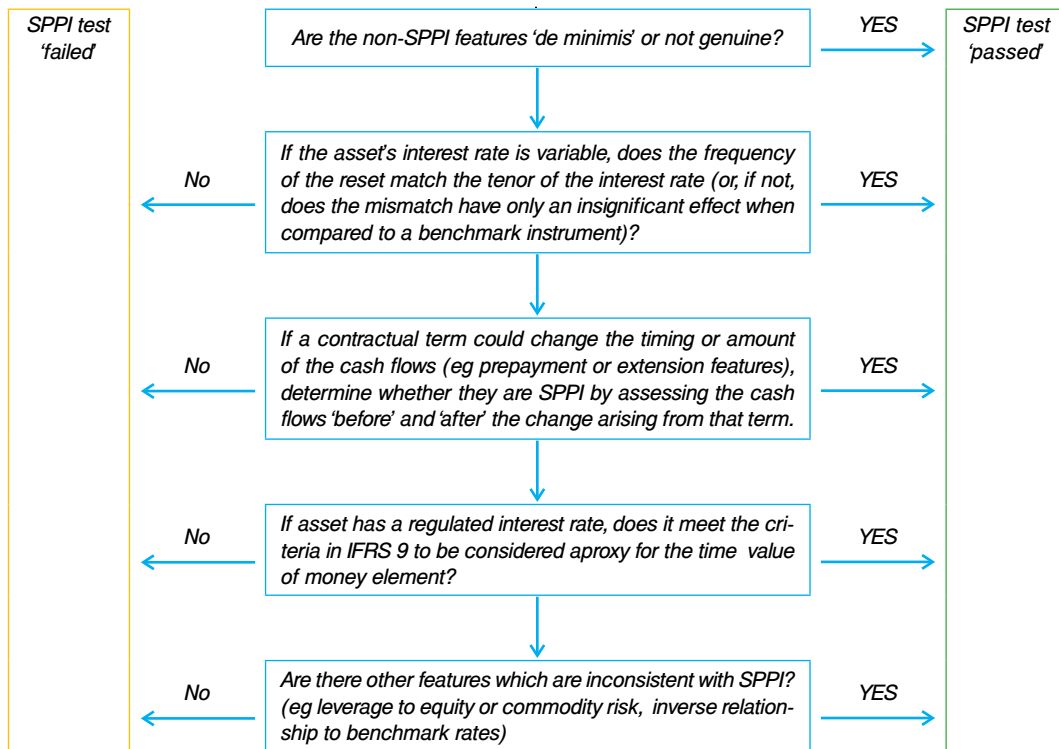 SPPI test
‘failed’
Are the non-SPPI features ‘de minimis’ or not genuine?
YES
SPPI test
‘passed’
If the asset’s interest rate is variable, does the frequency
of the reset match the tenor of the interest rate (or, if not,
does the mismatch have only an insignificant effect when
compared to a benchmark instrument)?
No
YES
If a contractual term could change the timing or amount
of the cash flows (eg prepayment or extension features),
determine whether they are SPPI by assessing the cash
flows ‘before’ and ‘after’ the change arising from that term.
No
YES
If asset has a regulated interest rate, does it meet the cri-
teria in IFRS 9 to be considered aproxy for the time value
of money element?
No
YES
Are there other features which are inconsistent with SPPI?
(eg leverage to equity or commodity risk, inverse relation-
ship to benchmark rates)
No
YES